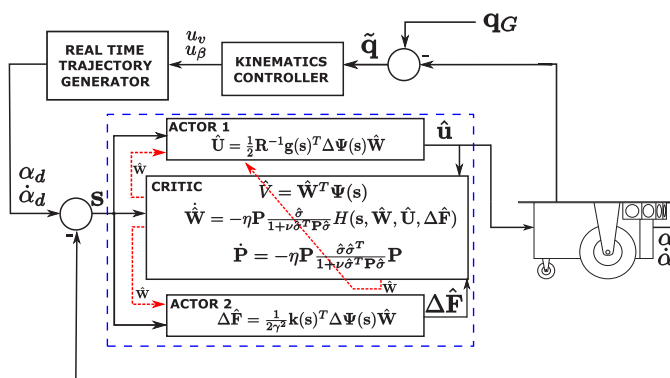 q_G
REAL TIME
TRAJECTORY
GENERATOR
u_v
u_β
KINEMATICS
CONTROLLER
q̃
-
ACTOR 1
Û = ½R⁻¹g(s)ᵀΔΨ(s)Ŵ
û
Ŵ
α_d
α̇_d
s
-
CRITIC
V̂ = ŴᵀΨ(s)
Ŵ̇ = −ηP σ̂/(1+νσ̂ᵀPσ̂) H(s, Ŵ, Û, ΔF̂)
Ṗ = −ηP σ̂σ̂ᵀ/(1+νσ̂ᵀPσ̂) P
α
α̇
Ŵ
Ŵ
ACTOR 2
ΔF̂ = 1/(2γ²) k(s)ᵀΔΨ(s)Ŵ
ΔF̂